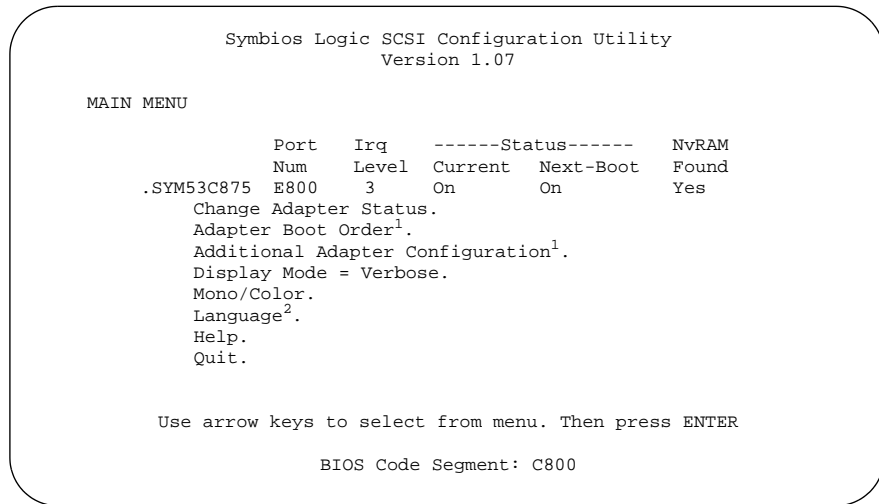 Symbios Logic SCSI Configuration Utility
Version 1.07
MAIN MENU
Port Irq ------Status------ NvRAM
Num Level Current Next-Boot Found
.SYM53C875 E800 3 On On Yes
Change Adapter Status.
Adapter Boot Order¹.
Additional Adapter Configuration¹.
Display Mode = Verbose.
Mono/Color.
Language².
Help.
Quit.
Use arrow keys to select from menu. Then press ENTER
BIOS Code Segment: C800